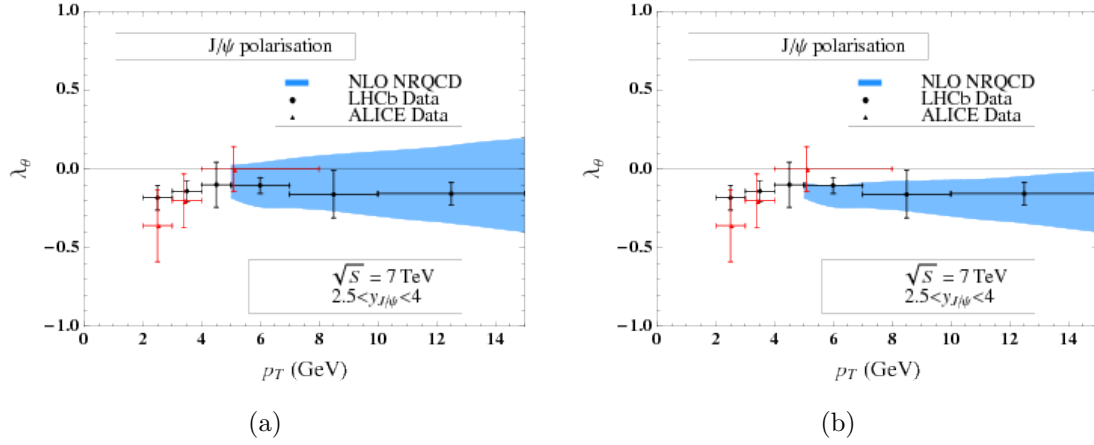 1.0
J/ψ polarisation
0.5
NLO NRQCD
LHCb Data
ALICE Data
λθ
0.0
−0.5
√S = 7 TeV
2.5<yJ/ψ<4
−1.0
0 2 4 6 8 10 12 14
pT (GeV)
(a)
1.0
J/ψ polarisation
0.5
NLO NRQCD
LHCb Data
ALICE Data
λθ
0.0
−0.5
√S = 7 TeV
2.5<yJ/ψ<4
−1.0
0 2 4 6 8 10 12 14
pT (GeV)
(b)